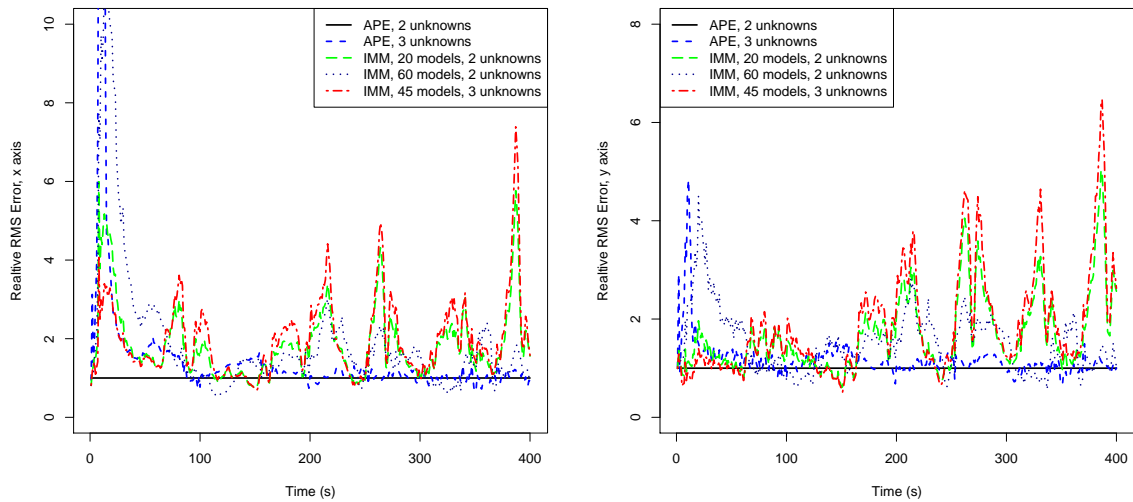 APE, 2 unknowns
APE, 3 unknowns
IMM, 20 models, 2 unknowns
IMM, 60 models, 2 unknowns
IMM, 45 models, 3 unknowns
Realtive RMS Error, x axis
10
8
6
4
2
0
0 100 200 300 400
Time (s)
APE, 2 unknowns
APE, 3 unknowns
IMM, 20 models, 2 unknowns
IMM, 60 models, 2 unknowns
IMM, 45 models, 3 unknowns
Realtive RMS Error, y axis
8
6
4
2
0
0 100 200 300 400
Time (s)